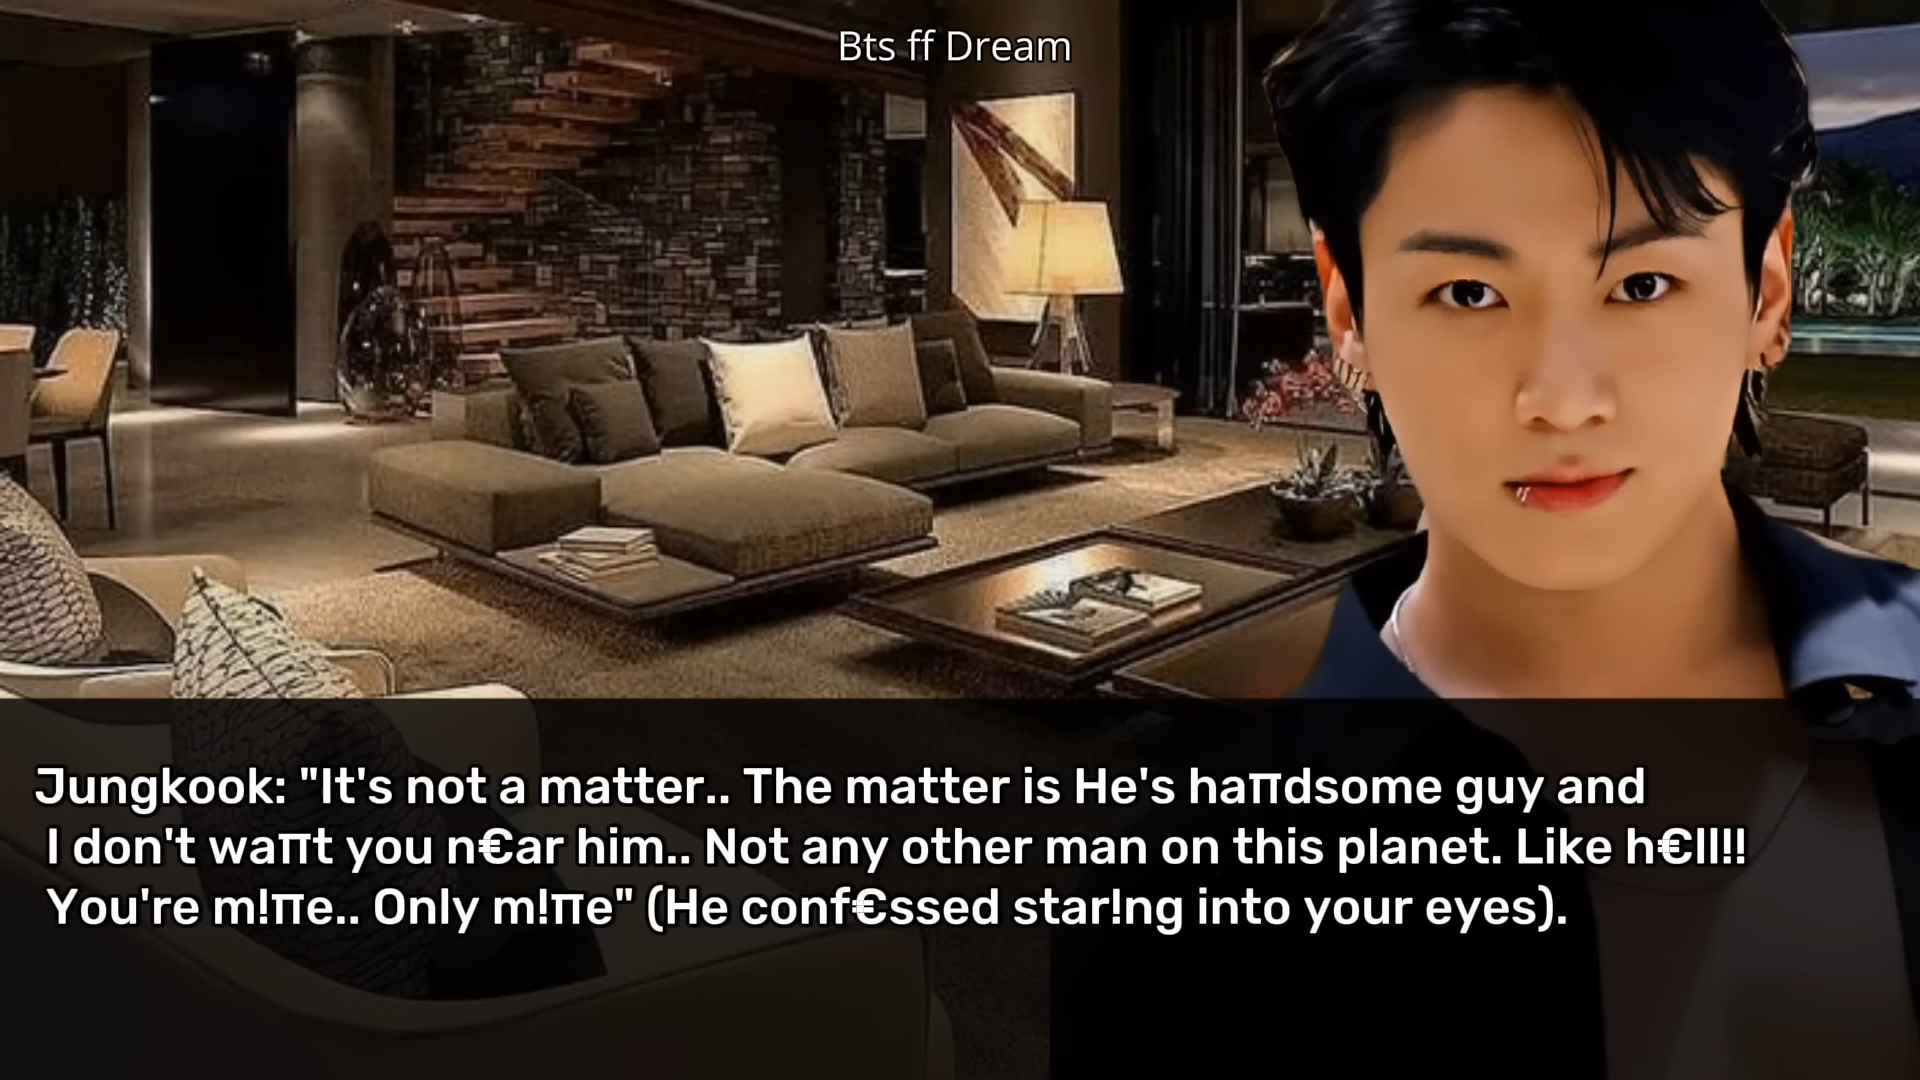 Bts ff Dream
Jungkook: "It's not a matter.. The matter is He's haπdsome guy and
I don't waπt you n€ar him.. Not any other man on this planet. Like h€ll!!
You're m!πe.. Only m!πe" (He conf€ssed star!ng into your eyes).